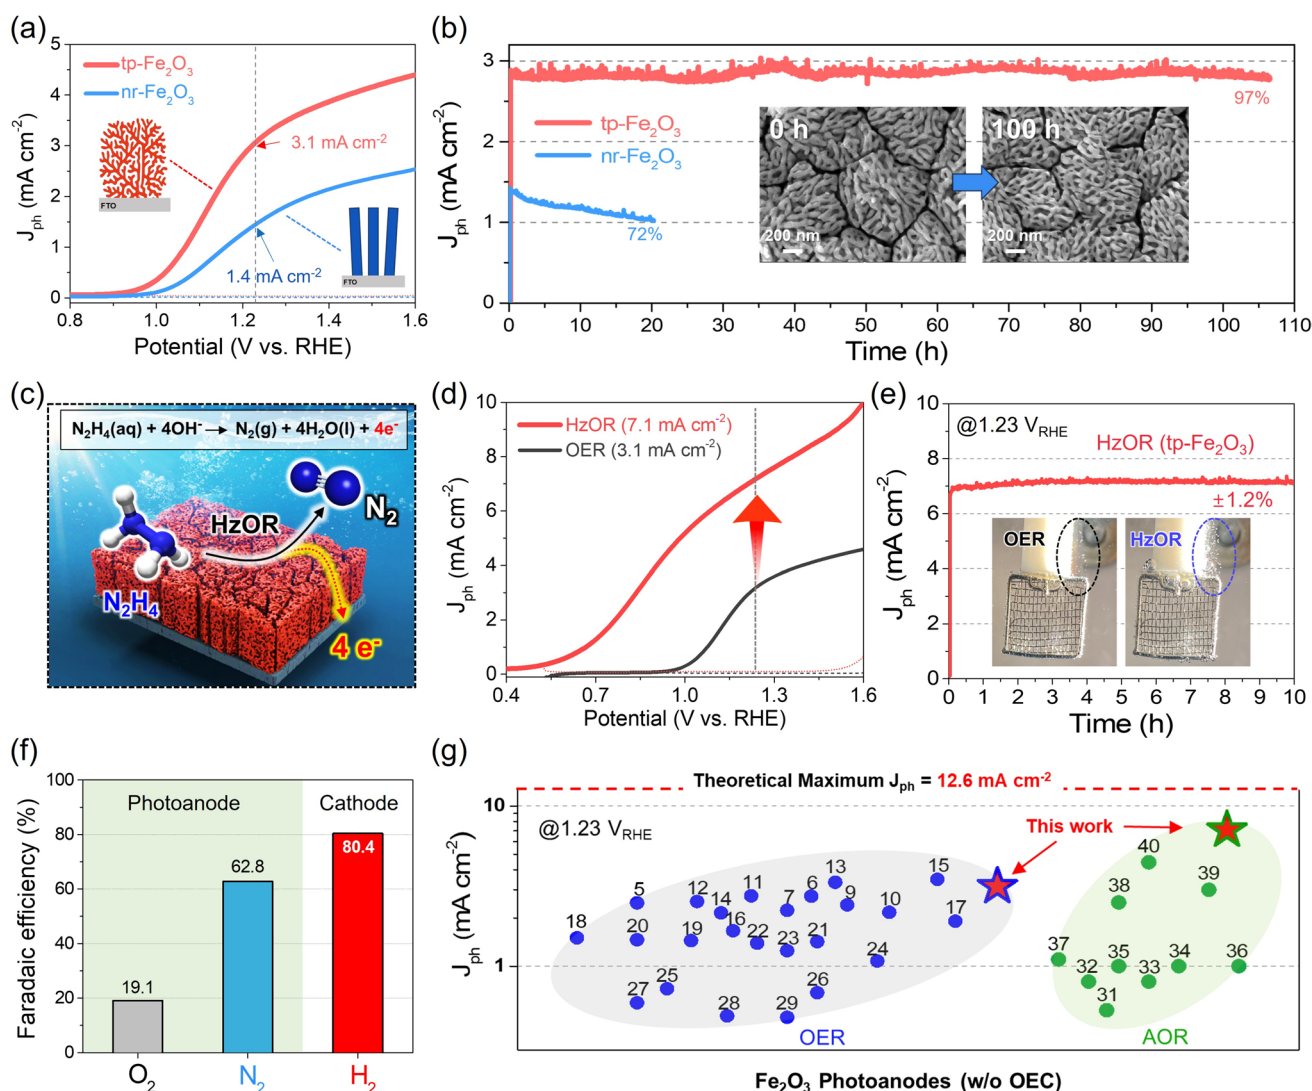 (a)
5
4
3
2
1
0
J_ph (mA cm⁻²)
tp-Fe₂O₃
nr-Fe₂O₃
3.1 mA cm⁻²
FTO
1.4 mA cm⁻²
FTO
0.8 1.0 1.2 1.4 1.6
Potential (V vs. RHE)
(b)
3
2
1
0
J_ph (mA cm⁻²)
97%
tp-Fe₂O₃
nr-Fe₂O₃
72%
0 h
200 nm
100 h
200 nm
0 10 20 30 40 50 60 70 80 90 100 110
Time (h)
(c)
N₂H₄(aq) + 4OH⁻ → N₂(g) + 4H₂O(l) + 4e⁻
HzOR
N₂
N₂H₄
4 e⁻
(d)
10
8
6
4
2
0
J_ph (mA cm⁻²)
HzOR (7.1 mA cm⁻²)
OER (3.1 mA cm⁻²)
0.4 0.7 1.0 1.3 1.6
Potential (V vs. RHE)
(e)
10
8
6
4
2
0
J_ph (mA cm⁻²)
@1.23 V_RHE
HzOR (tp-Fe₂O₃)
±1.2%
OER
HzOR
0 1 2 3 4 5 6 7 8 9 10
Time (h)
(f)
100
80
60
40
20
0
Faraddaic efficiency (%)
Photoanode
Cathode
19.1
62.8
80.4
O₂
N₂
H₂
(g)
Theoretical Maximum J_ph = 12.6 mA cm⁻²
10
1
J_ph (mA cm⁻²)
@1.23 V_RHE
This work
18
5
20
27
25
12
19
14
16
28
11
22
7
23
29
6
21
26
13
9
24
10
15
17
OER
37
32
31
38
35
40
33
34
39
36
AOR
Fe₂O₃ Photoanodes (w/o OEC)